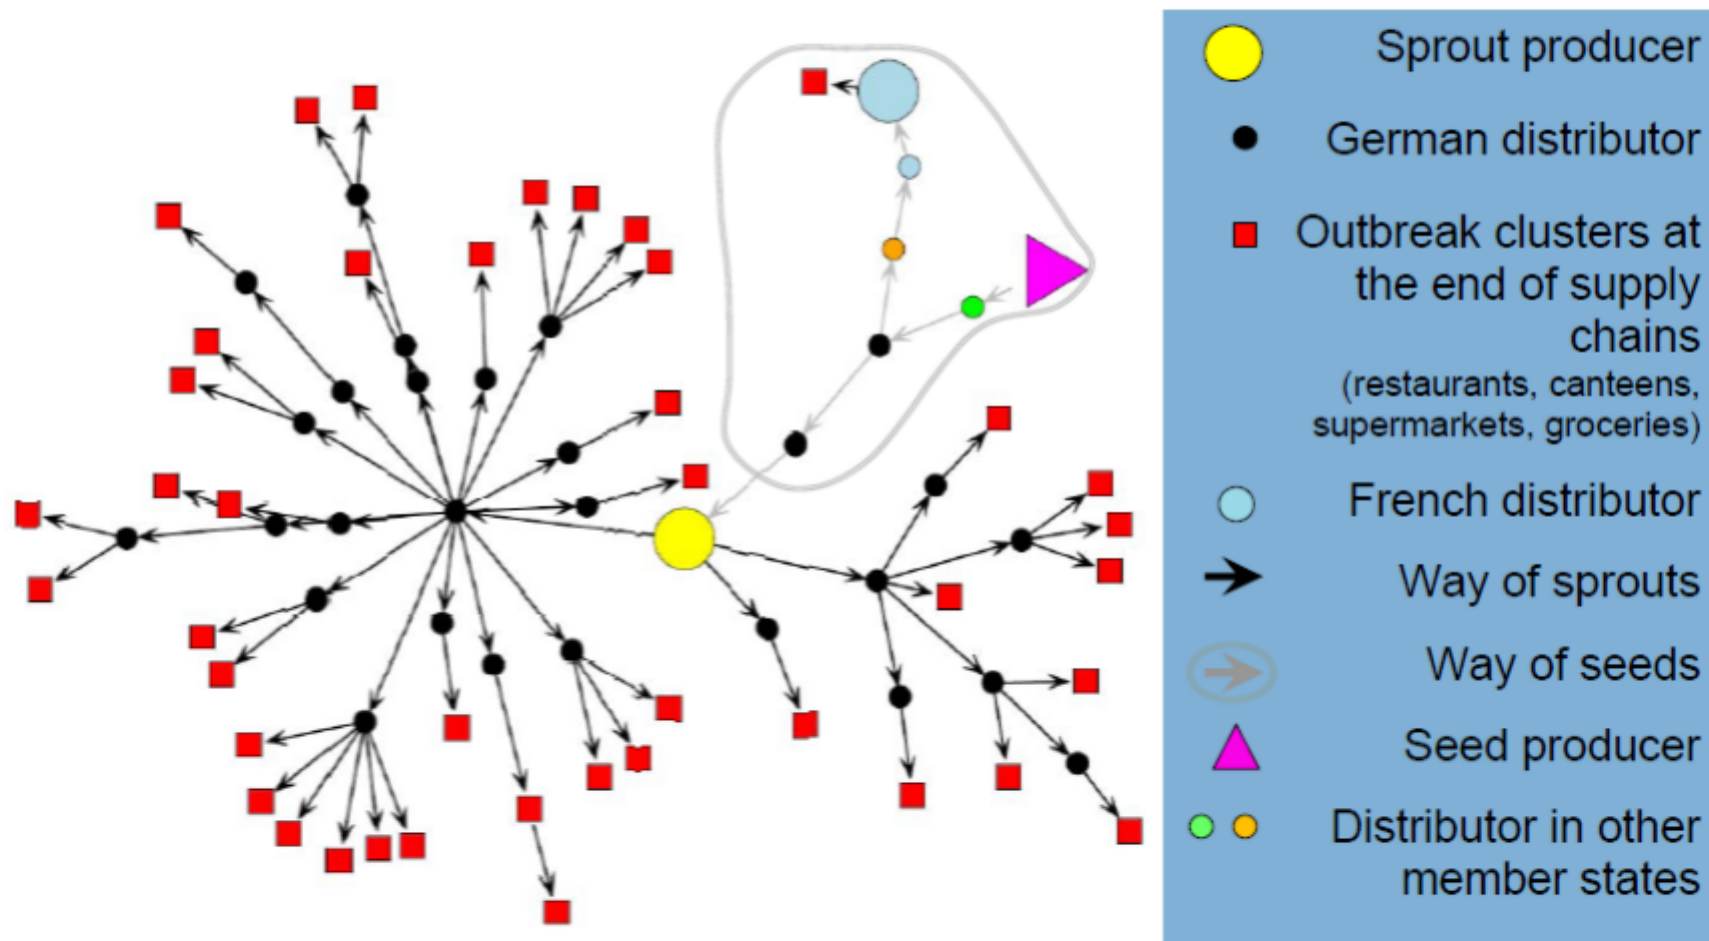 Sprout producer
German distributor
Outbreak clusters at
the end of supply
chains
(restaurants, canteens,
supermarkets, groceries)
French distributor
Way of sprouts
Way of seeds
Seed producer
Distributor in other
member states